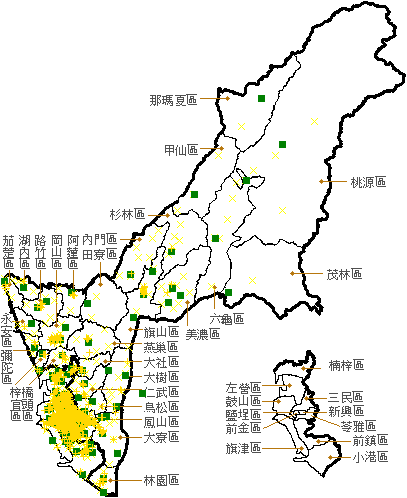 那瑪夏區
甲仙區
桃源區
杉林區
內門區
田寮區
茄萣區
湖內區
路竹區
岡山區
阿蓮區
茂林區
六龜區
美濃區
旗山區
燕巢區
大社區
大樹區
仁武區
鳥松區
鳳山區
大寮區
林園區
永安區
彌陀區
梓官區
橋頭區
楠梓區
左營區
鼓山區
鹽埕區
前金區
旗津區
三民區
新興區
苓雅區
前鎮區
小港區